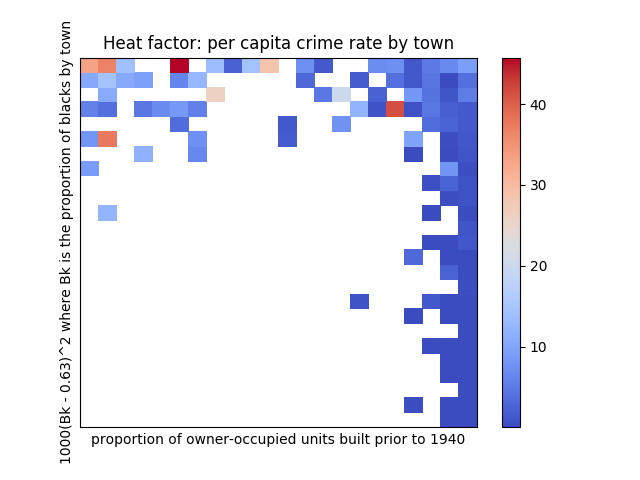 Heat factor: per capita crime rate by town
1000(Bk - 0.63)^2 where Bk is the proportion of blacks by town
proportion of owner-occupied units built prior to 1940
40
30
20
10